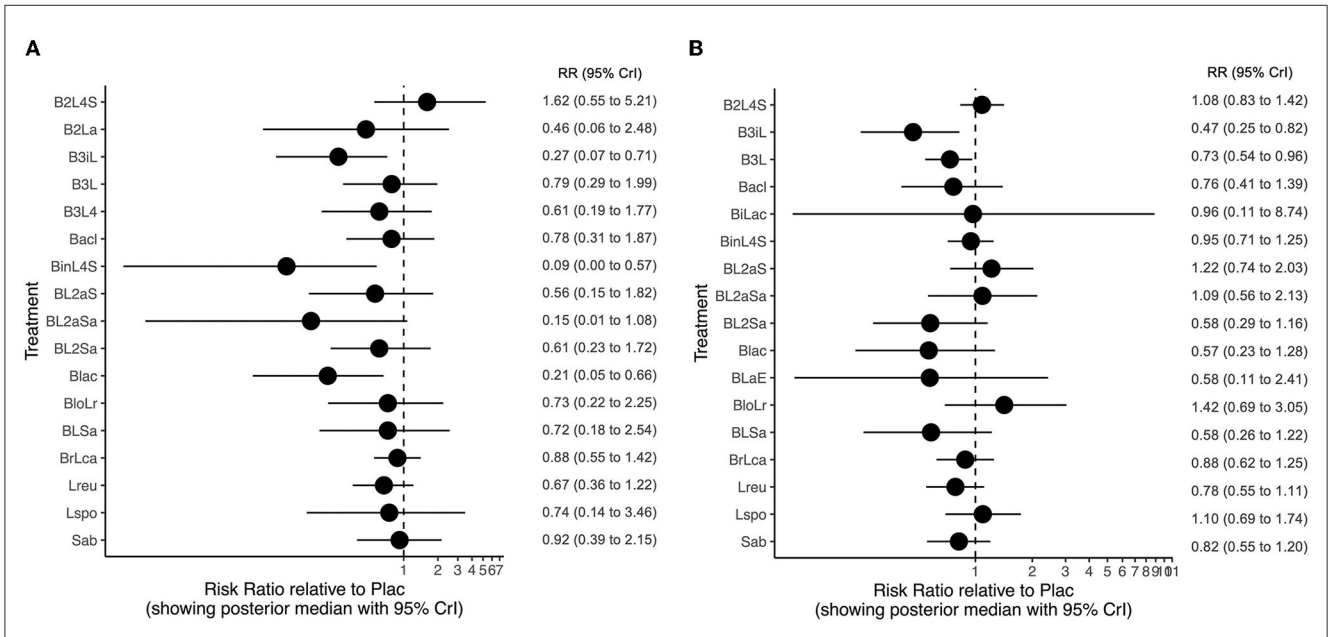 A
RR (95% CrI)
B2L4S 1.62 (0.55 to 5.21)
B2La 0.46 (0.06 to 2.48)
B3iL 0.27 (0.07 to 0.71)
B3L 0.79 (0.29 to 1.99)
B3L4 0.61 (0.19 to 1.77)
Bacl 0.78 (0.31 to 1.87)
BinL4S 0.09 (0.00 to 0.57)
BL2aS 0.56 (0.15 to 1.82)
BL2aSa 0.15 (0.01 to 1.08)
BL2Sa 0.61 (0.23 to 1.72)
Blac 0.21 (0.05 to 0.66)
BloLr 0.73 (0.22 to 2.25)
BLSa 0.72 (0.18 to 2.54)
BrLca 0.88 (0.55 to 1.42)
Lreu 0.67 (0.36 to 1.22)
Lspo 0.74 (0.14 to 3.46)
Sab 0.92 (0.39 to 2.15)
Treatment
1 2 3 4 5 6 7
Risk Ratio relative to Plac
(showing posterior median with 95% CrI)
B
RR (95% CrI)
B2L4S 1.08 (0.83 to 1.42)
B3iL 0.47 (0.25 to 0.82)
B3L 0.73 (0.54 to 0.96)
Bacl 0.76 (0.41 to 1.39)
BiLac 0.96 (0.11 to 8.74)
BinL4S 0.95 (0.71 to 1.25)
BL2aS 1.22 (0.74 to 2.03)
BL2aSa 1.09 (0.56 to 2.13)
BL2Sa 0.58 (0.29 to 1.16)
Blac 0.57 (0.23 to 1.28)
BLaE 0.58 (0.11 to 2.41)
BloLr 1.42 (0.69 to 3.05)
BLSa 0.58 (0.26 to 1.22)
BrLca 0.88 (0.62 to 1.25)
Lreu 0.78 (0.55 to 1.11)
Lspo 1.10 (0.69 to 1.74)
Sab 0.82 (0.55 to 1.20)
Treatment
1 2 3 4 5 6 7 8 9
Risk Ratio relative to Plac
(showing posterior median with 95% CrI)